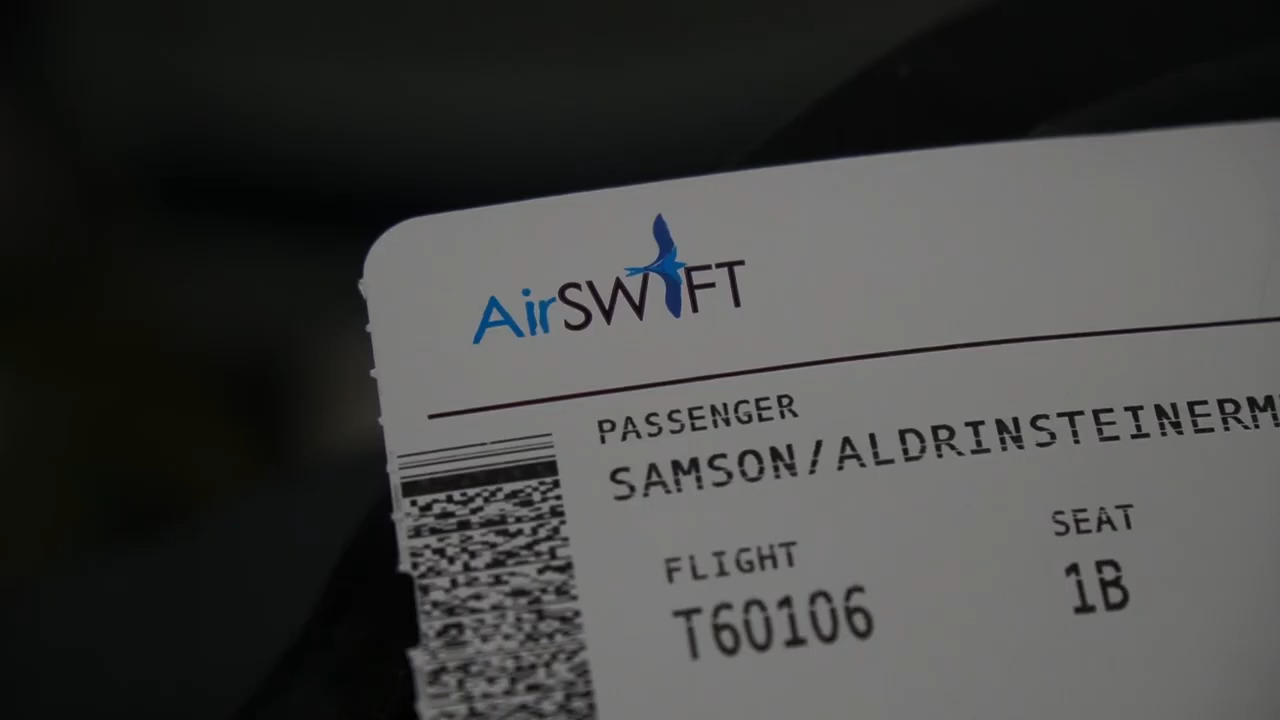 AirSWIFT
PASSENGER
SAMSON/ALDRINSTEINERM
FLIGHT
SEAT
T60106
1B